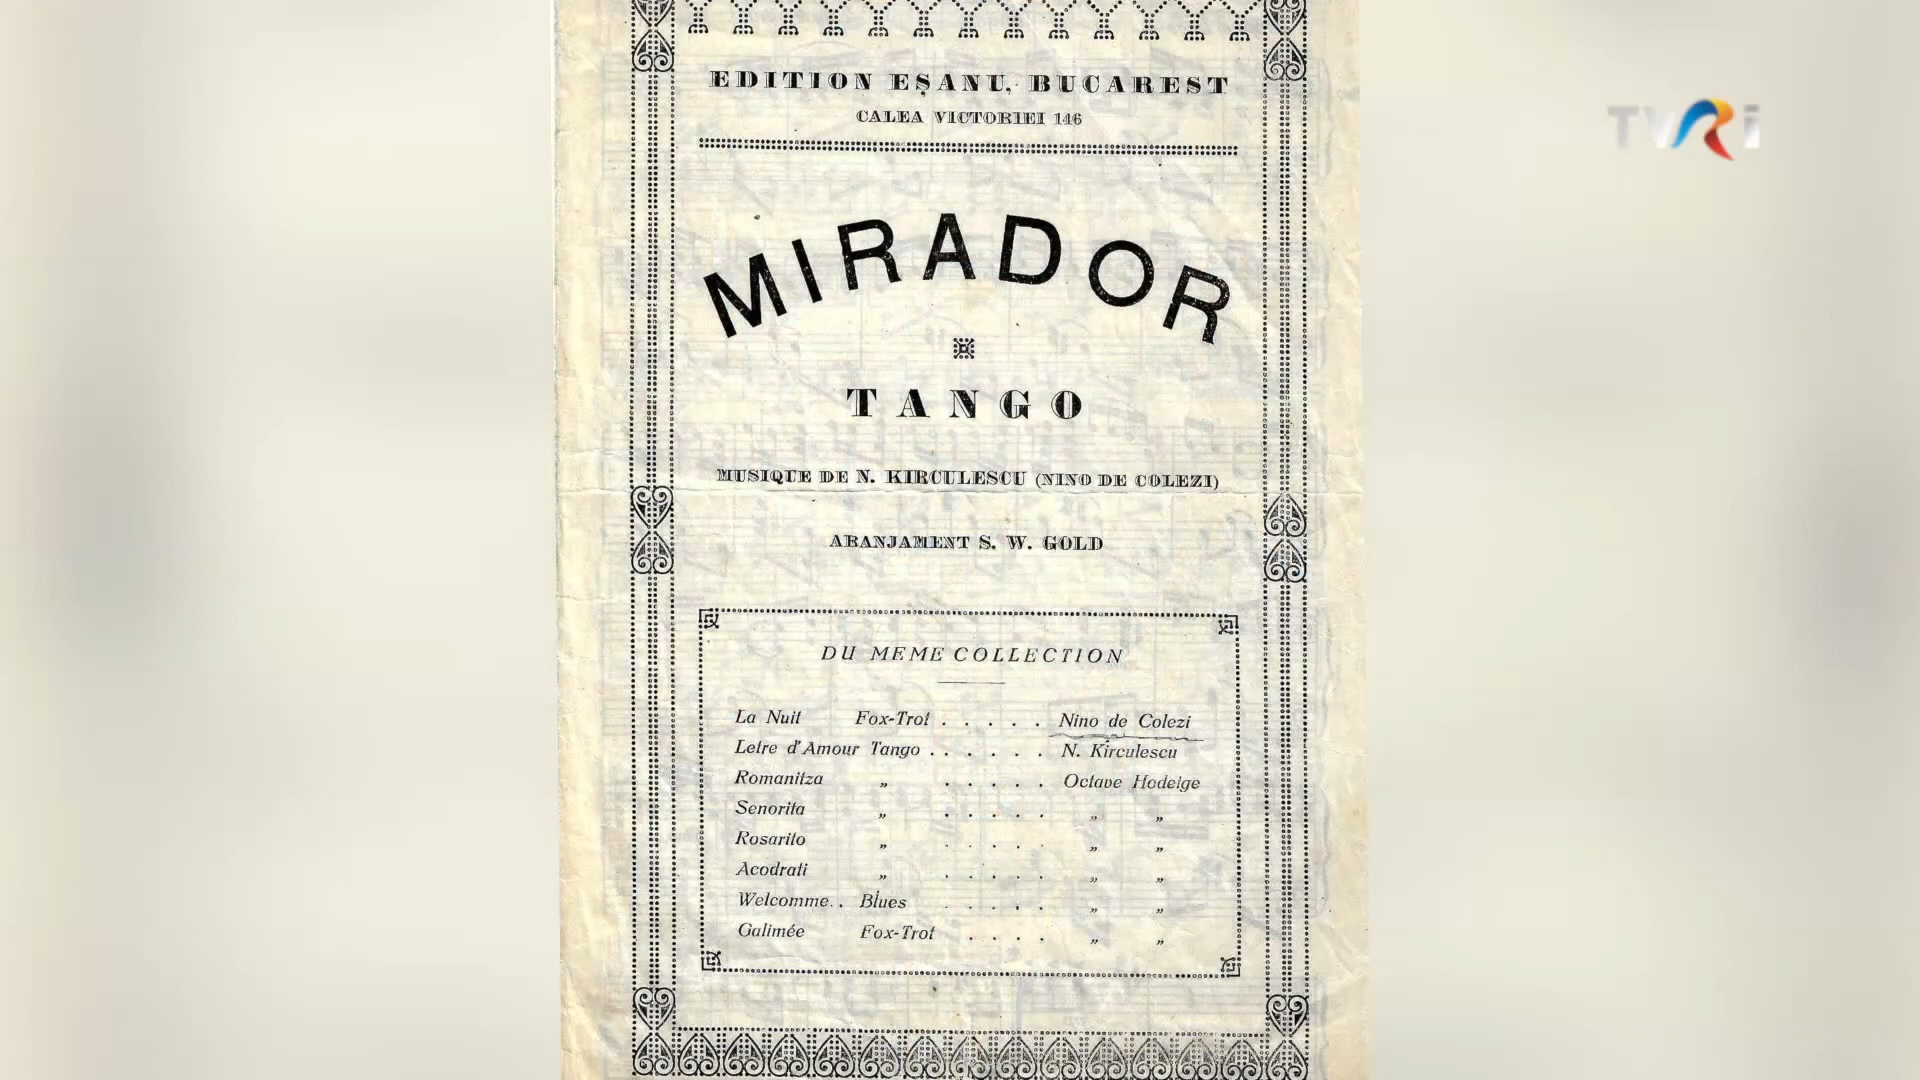 EDITION EȘANU, BUCAREST
CALEA VICTORIEI 146
TVRi
MIRADOR
TANGO
MUSIQUE DE N. KIRCULESCU (NINO DE COLEZI)
ARANJAMENT S. W. GOLD
DU MEME COLLECTION
La Nuit Fox-Trot . . . . . Nino de Colezi
Letre d'Amour Tango . . . . . . N. Kirculescu
Romanitza „ . . . . . Octave Hodeige
Senorita „ . . . . . „ „
Rosarito „ . . . . . „ „
Acodrati „ . . . . . „ „
Welcomme . . Blues . . . . . „ „
Galimée Fox-Trot . . . . „ „